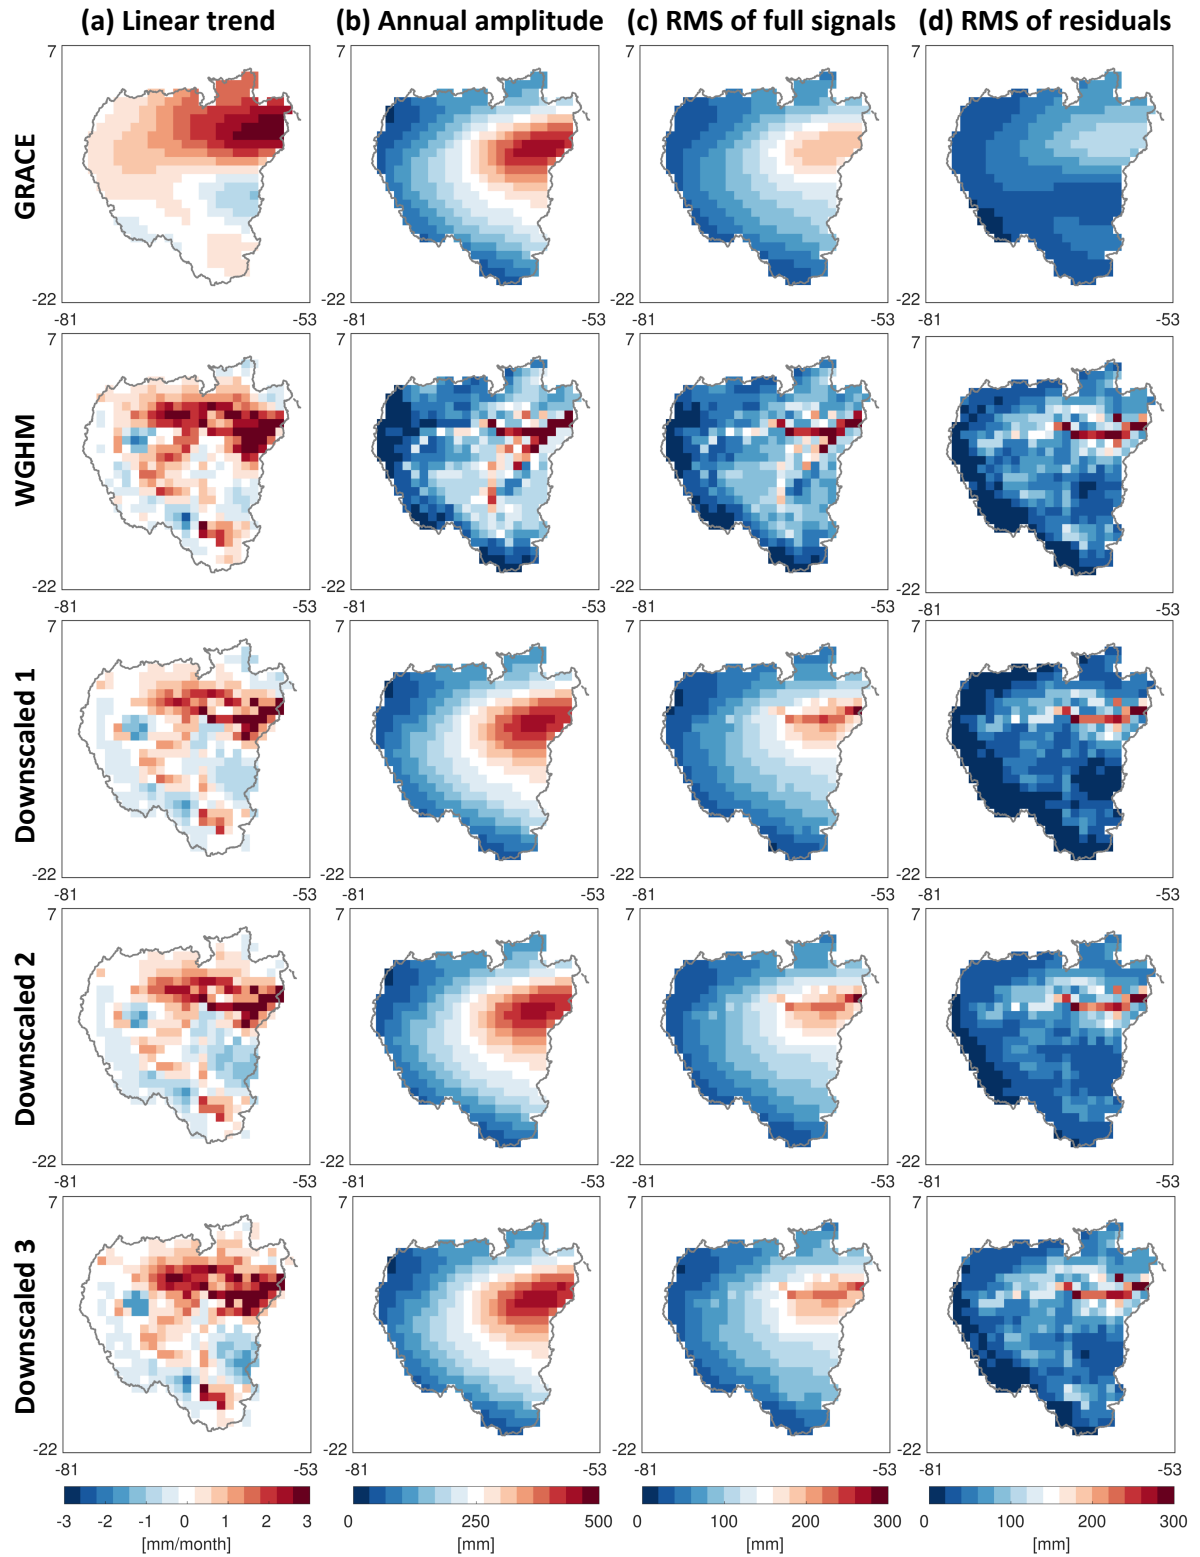 (a) Linear trend (b) Annual amplitude (c) RMS of full signals (d) RMS of residuals
7 7 7 7
GRACE
-22 -22 -22 -22
-81 -53 -81 -53 -81 -53 -81 -53
7 7 7 7
WGHM
-22 -22 -22 -22
-81 -53 -81 -53 -81 -53 -81 -53
7 7 7 7
Downscaled 1
-22 -22 -22 -22
-81 -53 -81 -53 -81 -53 -81 -53
7 7 7 7
Downscaled 2
-22 -22 -22 -22
-81 -53 -81 -53 -81 -53 -81 -53
7 7 7 7
Downscaled 3
-22 -22 -22 -22
-81 -53 -81 -53 -81 -53 -81 -53
-3 -2 -1 0 1 2 3 0 250 500 0 100 200 300 0 100 200 300
[mm/month] [mm] [mm] [mm]